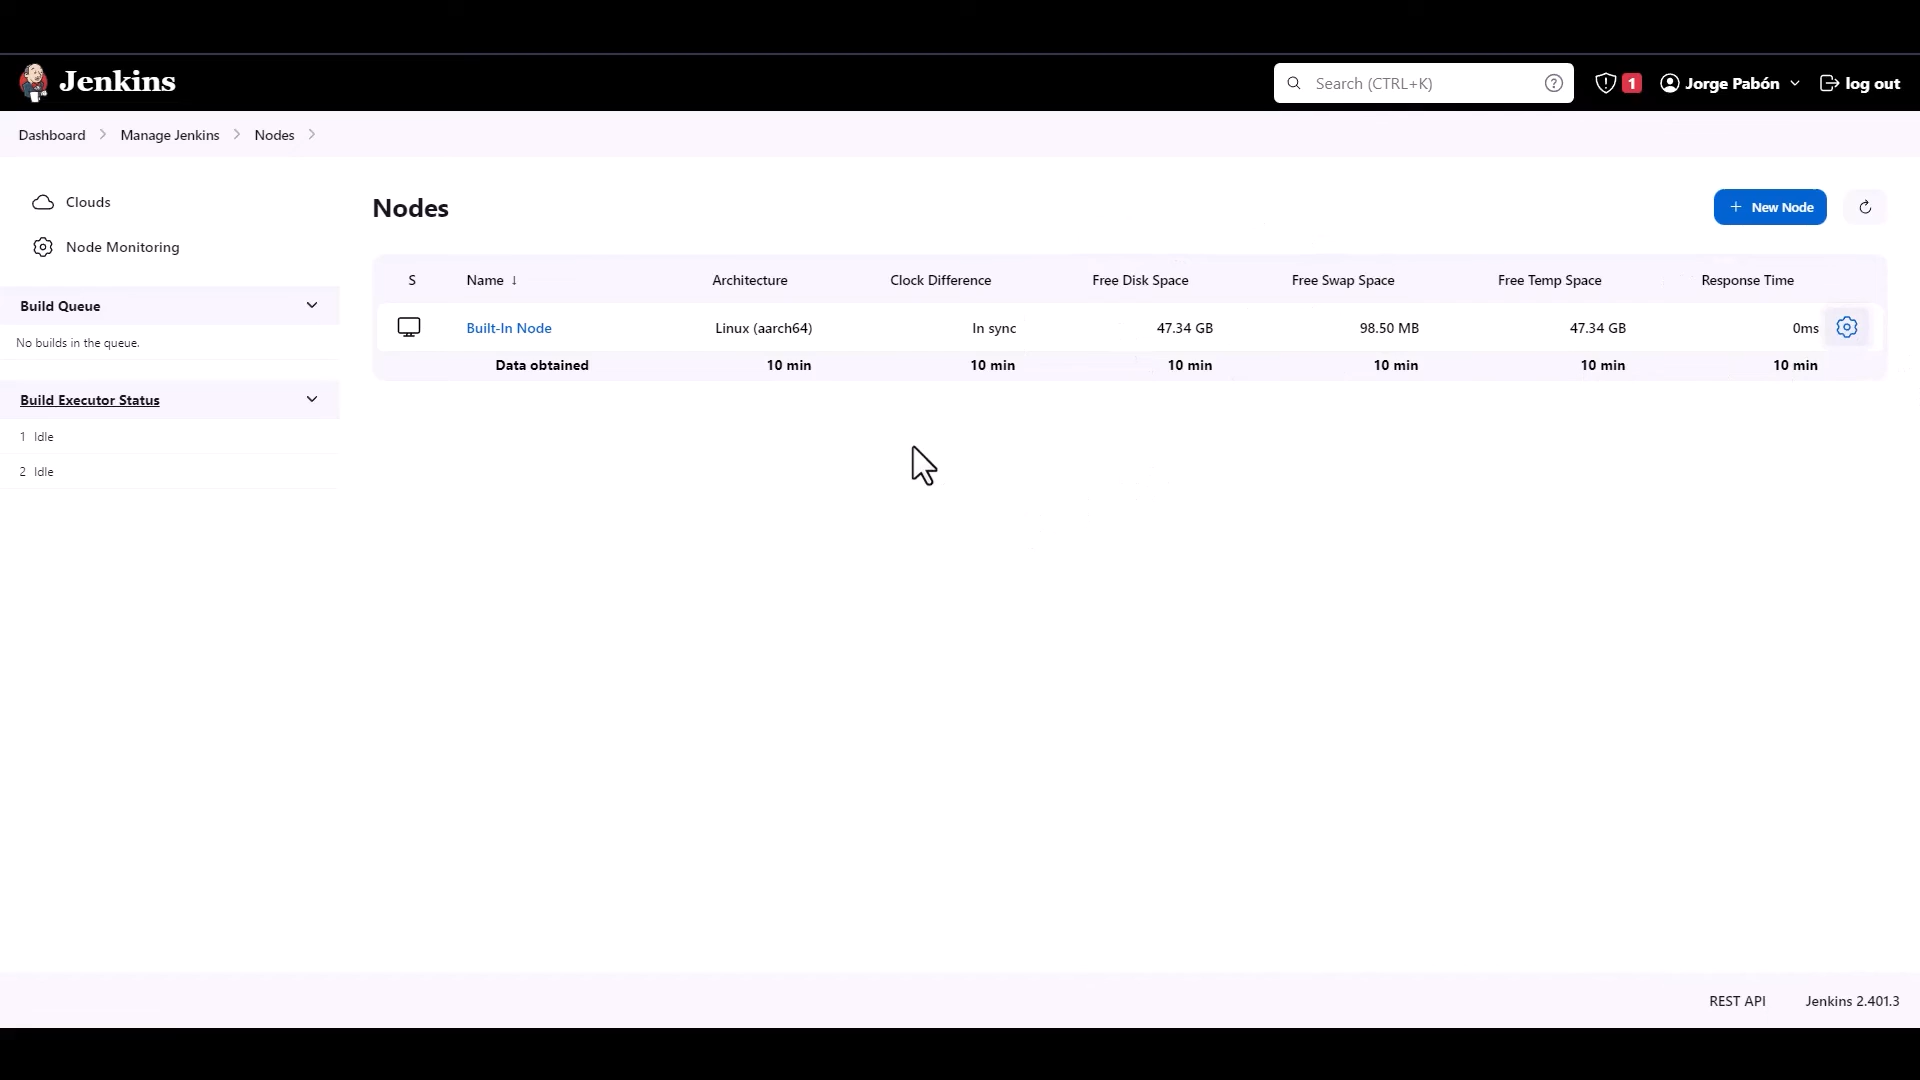 Jenkins
Search (CTRL+K)
1
Jorge Pabón
log out
Dashboard
Manage Jenkins
Nodes
Clouds
Node Monitoring
Build Queue
No builds in the queue.
Build Executor Status
1 Idle
2 Idle
Nodes
New Node
S Name ↓ Architecture Clock Difference Free Disk Space Free Swap Space Free Temp Space Response Time
Built-In Node Linux (aarch64) In sync 47.34 GB 98.50 MB 47.34 GB 0ms
Data obtained 10 min 10 min 10 min 10 min 10 min 10 min
REST API Jenkins 2.401.3